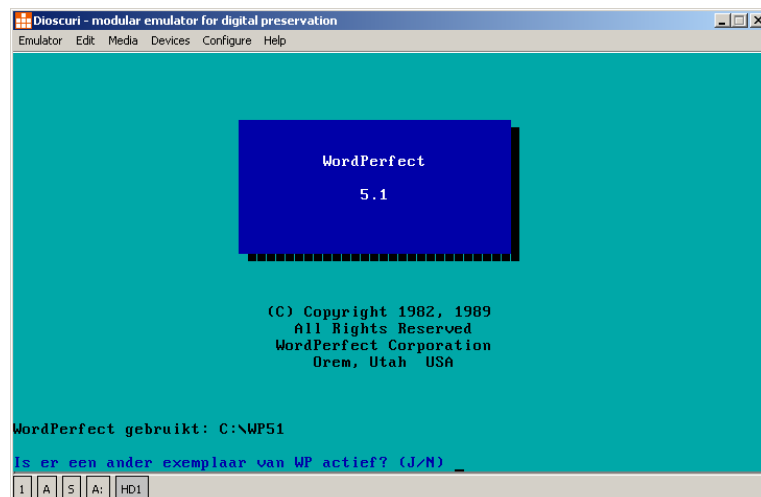 Dioscuri - modular emulator for digital preservation
Emulator Edit Media Devices Configure Help
WordPerfect
5.1
(C) Copyright 1982, 1989
All Rights Reserved
WordPerfect Corporation
Orem, Utah USA
WordPerfect gebruikt: C:\WP51
Is er een ander exemplaar van WP actief? (J/N) _
1 A S A: HD1